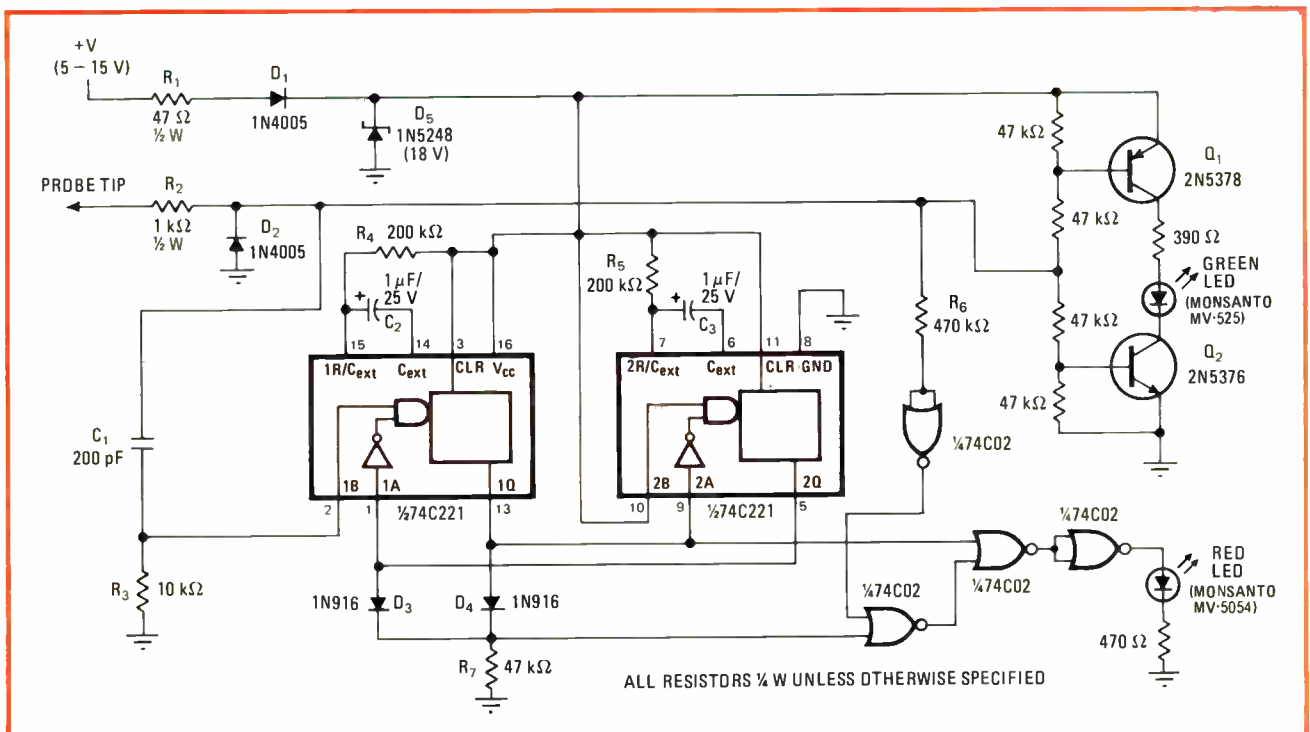 +V
(5 – 15 V)
R1
47 Ω
½ W
D1
1N4005
D5
1N5248
(18 V)
PROBE TIP
R2
1 kΩ
½ W
D2
1N4005
R4 200 kΩ
1 μF/
25 V
+
C2
15
14
3
16
1R/Cext
Cext
CLR
VCC
1B
1A
1Q
2
1
½74C221
13
R5
200 kΩ
1 μF/
25 V
+
C3
7
6
11
8
2R/Cext
Cext
CLR
GND
2B
2A
2Q
10
9
½74C221
5
C1
200 pF
R3
10 kΩ
1N916
D3
D4
1N916
R7
47 kΩ
R6
470 kΩ
¼74C02
¼74C02
¼74C02
¼74C02
47 kΩ
47 kΩ
47 kΩ
47 kΩ
Q1
2N5378
390 Ω
GREEN
LED
(MONSANTO
MV-525)
Q2
2N5376
RED
LED
(MONSANTO
MV-5054)
470 Ω
ALL RESISTORS ¼ W UNLESS OTHERWISE SPECIFIED